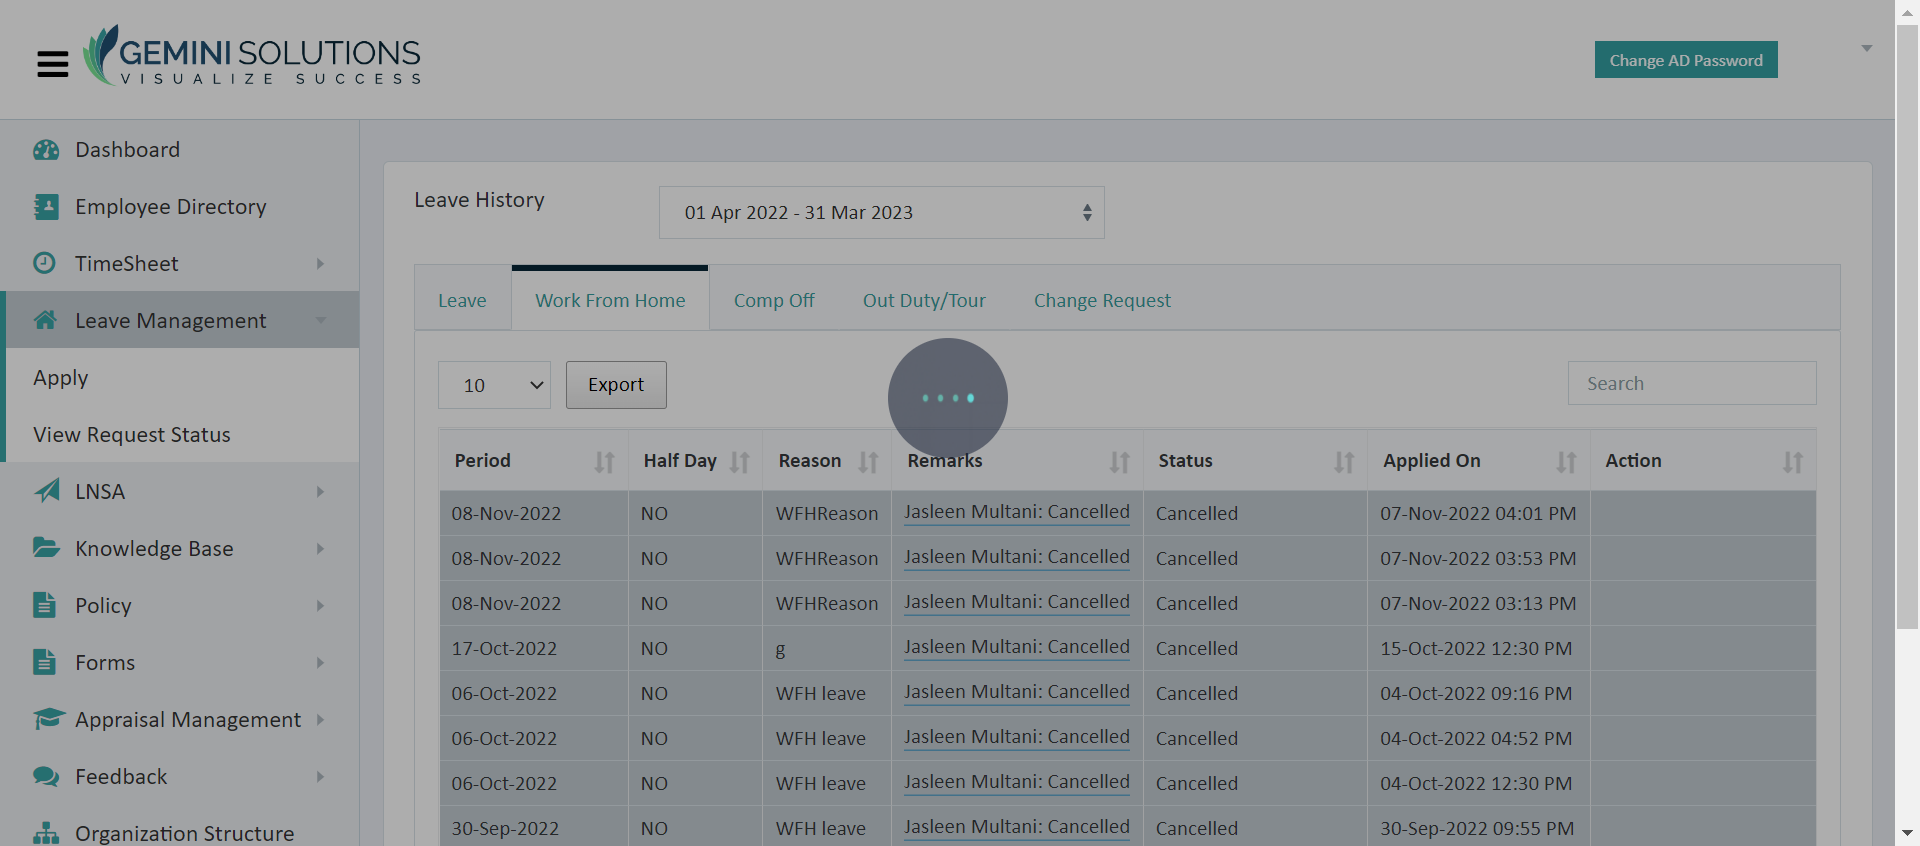 GEMINI SOLUTIONS
VISUALIZE SUCCESS
Change AD Password
Dashboard
Employee Directory
TimeSheet
Leave Management
Apply
View Request Status
LNSA
Knowledge Base
Policy
Forms
Appraisal Management
Feedback
Organization Structure
Leave History
01 Apr 2022 - 31 Mar 2023
Leave Work From Home Comp Off Out Duty/Tour Change Request
10 Export Search
Period Half Day Reason Remarks Status Applied On Action
08-Nov-2022 NO WFHReason Jasleen Multani: Cancelled Cancelled 07-Nov-2022 04:01 PM
08-Nov-2022 NO WFHReason Jasleen Multani: Cancelled Cancelled 07-Nov-2022 03:53 PM
08-Nov-2022 NO WFHReason Jasleen Multani: Cancelled Cancelled 07-Nov-2022 03:13 PM
17-Oct-2022 NO g Jasleen Multani: Cancelled Cancelled 15-Oct-2022 12:30 PM
06-Oct-2022 NO WFH leave Jasleen Multani: Cancelled Cancelled 04-Oct-2022 09:16 PM
06-Oct-2022 NO WFH leave Jasleen Multani: Cancelled Cancelled 04-Oct-2022 04:52 PM
06-Oct-2022 NO WFH leave Jasleen Multani: Cancelled Cancelled 04-Oct-2022 12:30 PM
30-Sep-2022 NO WFH leave Jasleen Multani: Cancelled Cancelled 30-Sep-2022 09:55 PM